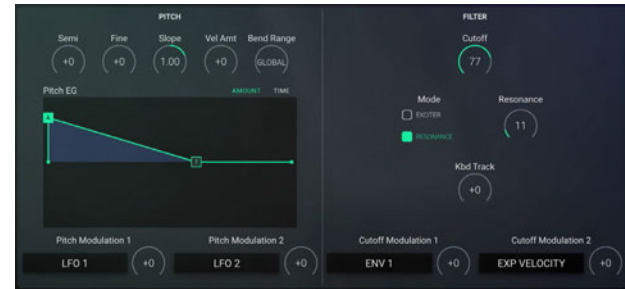 PITCH
Semi Fine Slope Vel Amt Bend Range
+0 +0 1.00 +0 GLOBAL
Pitch EG AMOUNT TIME
A
T
Pitch Modulation 1 Pitch Modulation 2
LFO 1 +0 LFO 2 +0
FILTER
Cutoff
77
Mode Resonance
EXCITER
11
RESONANCE
Kbd Track
+0
Cutoff Modulation 1 Cutoff Modulation 2
ENV 1 +0 EXP VELOCITY +0